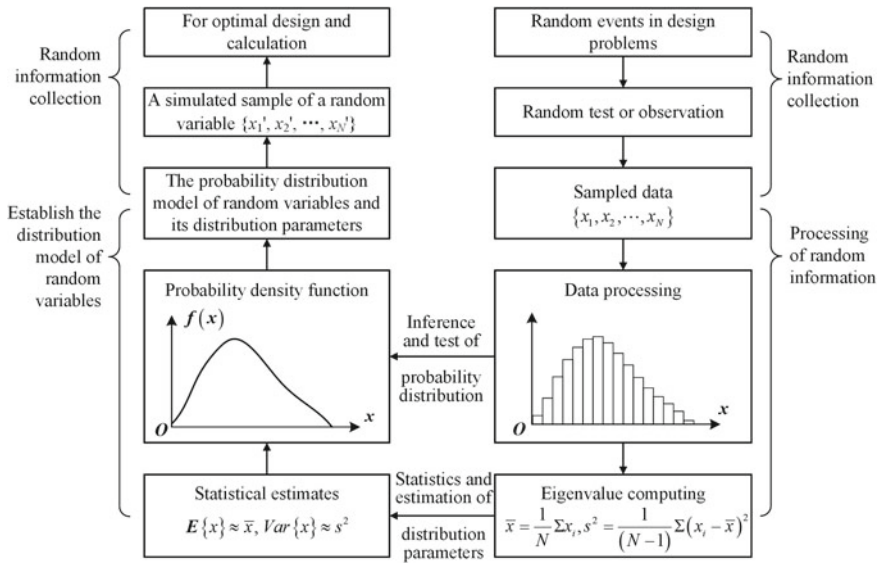 Random
information
collection
Establish the
distribution
model of
random
variables
For optimal design and
calculation
A simulated sample of a random
variable {x₁', x₂', ···, x_N'}
The probability distribution
model of random variables and
its distribution parameters
Probability density function
f(x)
x
O
Statistical estimates
E{x} ≈ x̄, Var{x} ≈ s²
Inference
and test of
probability
distribution
Statistics and
estimation of
distribution
parameters
Random events in design
problems
Random test or observation
Sampled data
{x₁, x₂, ···, x_N}
Data processing
x
O
Eigenvalue computing
x̄ = 1/N Σxᵢ, s² = 1/(N−1) Σ(xᵢ − x̄)²
Random
information
collection
Processing
of random
information